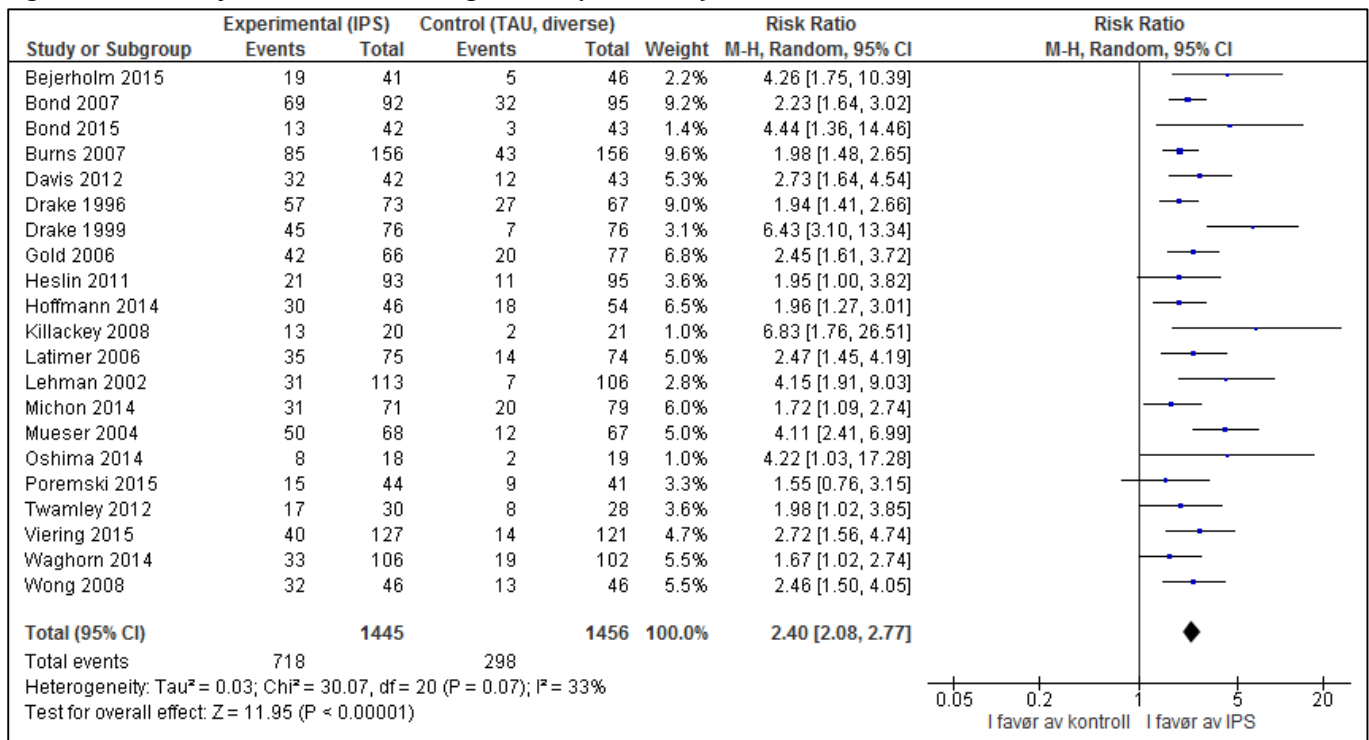 Experimental (IPS) Control (TAU, diverse) Risk Ratio Risk Ratio
Study or Subgroup Events Total Events Total Weight M-H, Random, 95% CI M-H, Random, 95% CI
Bejerholm 2015 19 41 5 46 2.2% 4.26 [1.75, 10.39]
Bond 2007 69 92 32 95 9.2% 2.23 [1.64, 3.02]
Bond 2015 13 42 3 43 1.4% 4.44 [1.36, 14.46]
Burns 2007 85 156 43 156 9.6% 1.98 [1.48, 2.65]
Davis 2012 32 42 12 43 5.3% 2.73 [1.64, 4.54]
Drake 1996 57 73 27 67 9.0% 1.94 [1.41, 2.66]
Drake 1999 45 76 7 76 3.1% 6.43 [3.10, 13.34]
Gold 2006 42 66 20 77 6.8% 2.45 [1.61, 3.72]
Heslin 2011 21 93 11 95 3.6% 1.95 [1.00, 3.82]
Hoffmann 2014 30 46 18 54 6.6% 1.96 [1.27, 3.01]
Killackey 2008 13 20 2 21 1.0% 6.83 [1.76, 26.51]
Latimer 2006 35 75 14 74 5.0% 2.47 [1.45, 4.19]
Lehman 2002 31 113 7 106 2.8% 4.15 [1.91, 9.03]
Michon 2014 31 71 20 79 6.0% 1.72 [1.09, 2.74]
Mueser 2004 50 68 12 67 5.0% 4.11 [2.41, 6.99]
Oshima 2014 8 18 2 19 1.0% 4.22 [1.03, 17.28]
Poremski 2015 15 44 9 41 3.3% 1.55 [0.76, 3.15]
Twamley 2012 17 30 8 28 3.6% 1.98 [1.02, 3.85]
Viering 2015 40 127 14 121 4.7% 2.72 [1.56, 4.74]
Waghorn 2014 33 106 19 102 5.5% 1.67 [1.02, 2.74]
Wong 2008 32 46 13 46 5.5% 2.46 [1.50, 4.05]
Total (95% CI) 1445 1456 100.0% 2.40 [2.08, 2.77]
Total events 718 298
Heterogeneity: Tau² = 0.03; Chi² = 30.07, df = 20 (P = 0.07); I² = 33%
Test for overall effect: Z = 11.95 (P < 0.00001)
0.05 0.2 1 5 20
I favør av kontroll I favør av IPS